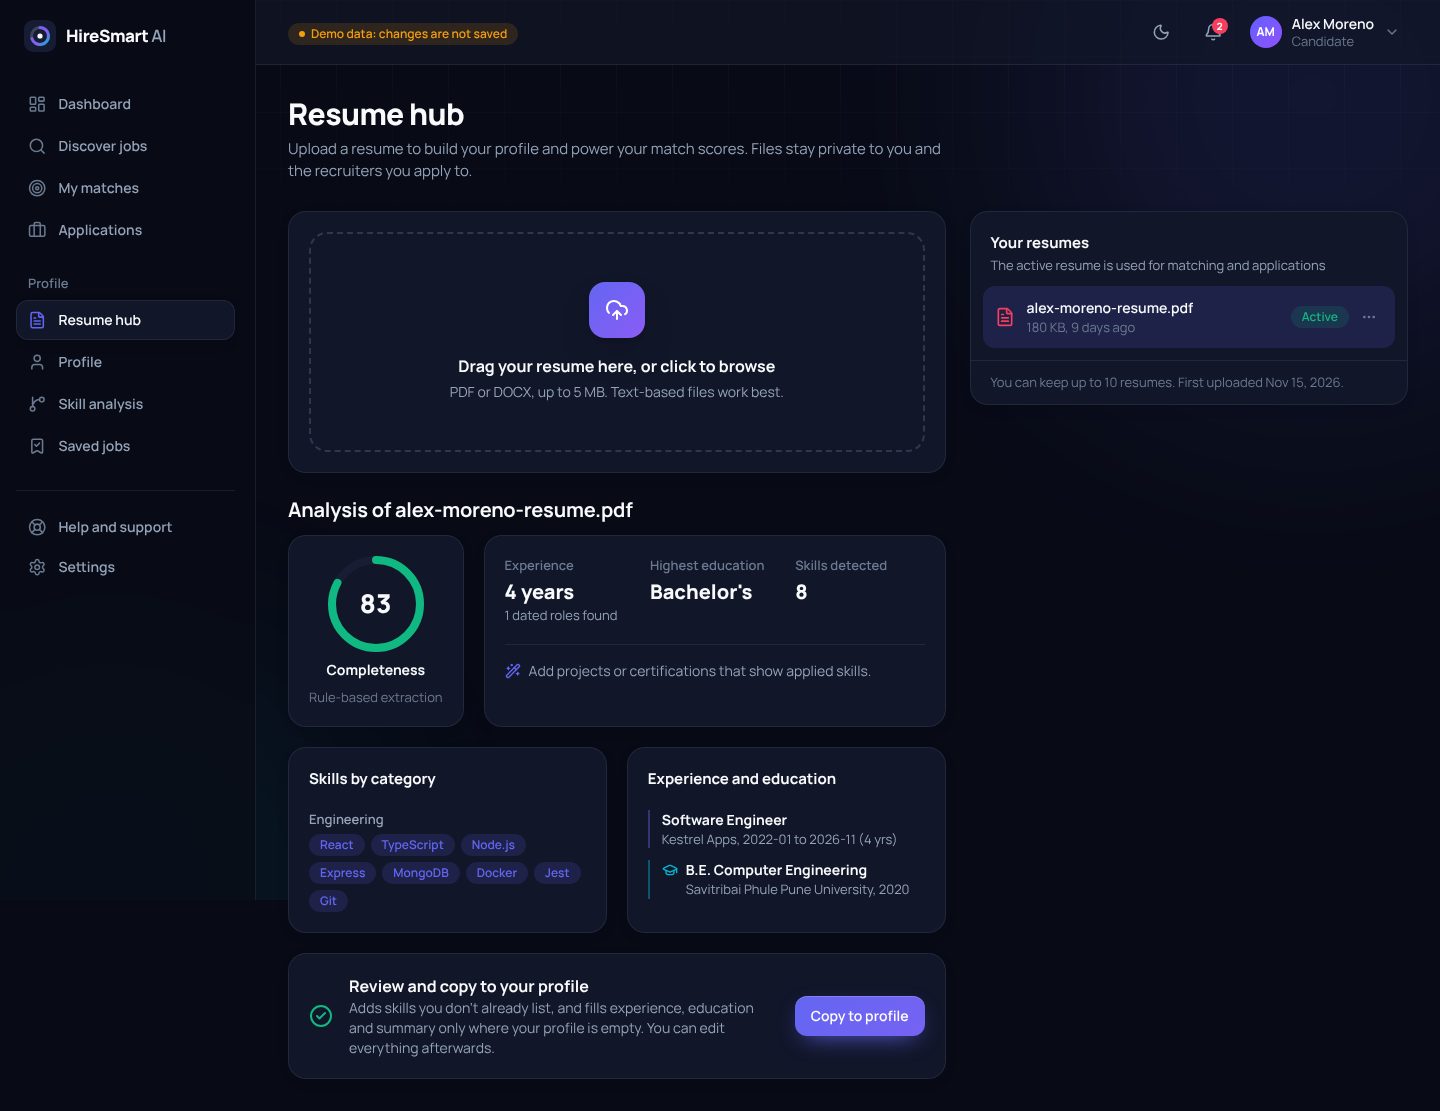 HireSmart AI
Dashboard
Discover jobs
My matches
Applications
Profile
Resume hub
Profile
Skill analysis
Saved jobs
Help and support
Settings
Demo data: changes are not saved
2
AM
Alex Moreno
Candidate
Resume hub
Upload a resume to build your profile and power your match scores. Files stay private to you and
the recruiters you apply to.
Drag your resume here, or click to browse
PDF or DOCX, up to 5 MB. Text-based files work best.
Your resumes
The active resume is used for matching and applications
alex-moreno-resume.pdf
180 KB, 9 days ago
Active
You can keep up to 10 resumes. First uploaded Nov 15, 2026.
Analysis of alex-moreno-resume.pdf
83
Completeness
Rule-based extraction
Experience
4 years
1 dated roles found
Highest education
Bachelor's
Skills detected
8
Add projects or certifications that show applied skills.
Skills by category
Engineering
React TypeScript Node.js
Express MongoDB Docker Jest
Git
Experience and education
Software Engineer
Kestrel Apps, 2022-01 to 2026-11 (4 yrs)
B.E. Computer Engineering
Savitribai Phule Pune University, 2020
Review and copy to your profile
Adds skills you don't already list, and fills experience, education
and summary only where your profile is empty. You can edit
everything afterwards.
Copy to profile